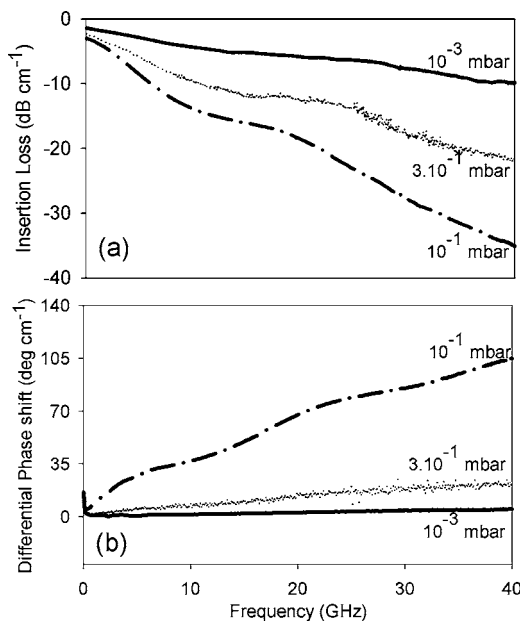 0
-10
-20
-30
-40
Insertion Loss (dB cm⁻¹)
10⁻³ mbar
3.10⁻¹ mbar
10⁻¹ mbar
(a)
140
105
70
35
0
Differential Phase shift (deg cm⁻¹)
10⁻¹ mbar
3.10⁻¹ mbar
10⁻³ mbar
(b)
0 10 20 30 40
Frequency (GHz)